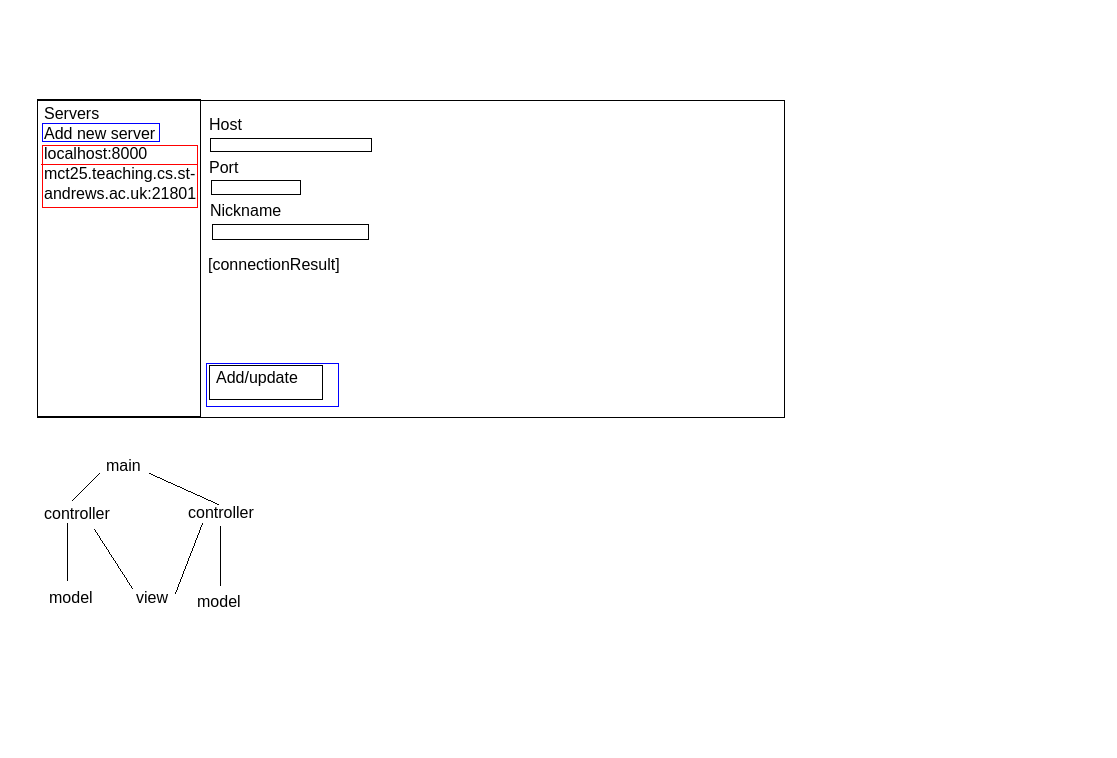 Servers
Add new server
localhost:8000
mct25.teaching.cs.st-
andrews.ac.uk:21801
Host
Port
Nickname
[connectionResult]
Add/update
main
controller
controller
model
view
model